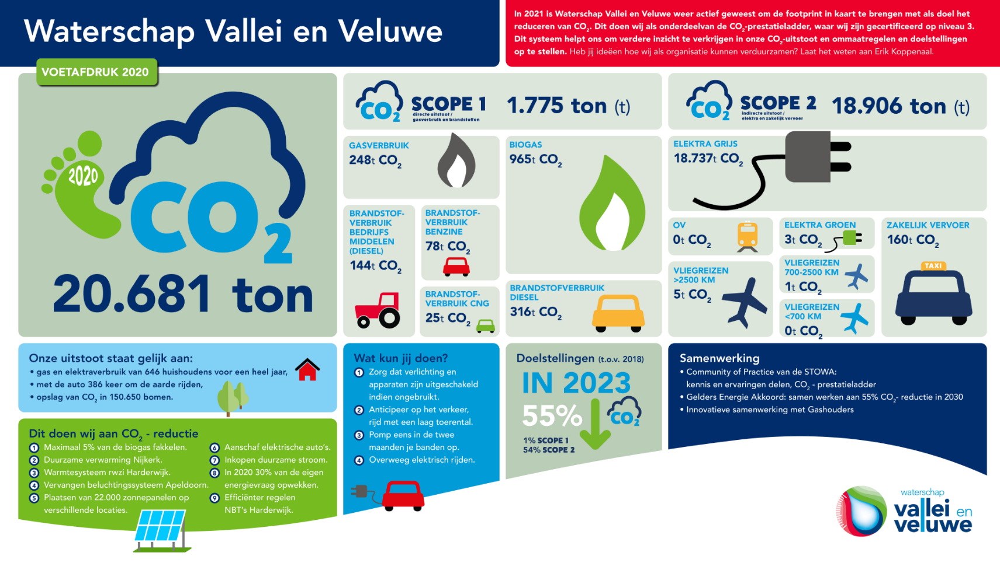 Waterschap Vallei en Veluwe
In 2021 is Waterschap Vallei en Veluwe weer actief geweest om de footprint in kaart te brengen met als doel het
reduceren van CO₂. Dit doen wij als onderdeelvan de CO₂-prestatieladder, waar wij zijn gecertificeerd op niveau 3.
Dit systeem helpt ons om verdere inzicht te verkrijgen in onze CO₂-uitstoot en ommaatregelen en doelstellingen
op te stellen. Heb jij ideëen hoe wij als organisatie kunnen verduurzamen? Laat het weten aan Erik Koppenaal.
VOETAFDRUK 2020
2020
CO₂
20.681 ton
CO₂
SCOPE 1
directe uitstoot /
gasverbruik en brandstoffen
1.775 ton (t)
GASVERBRUIK
248t CO₂
BIOGAS
965t CO₂
BRANDSTOF-
VERBRUIK
BEDRIJFS
MIDDELEN
(DIESEL)
144t CO₂
BRANDSTOF-
VERBRUIK
BENZINE
78t CO₂
BRANDSTOF-
VERBRUIK CNG
25t CO₂
BRANDSTOFVERBRUIK
DIESEL
316t CO₂
CO₂
SCOPE 2
indirecte uitstoot /
elektra en zakelijk vervoer
18.906 ton (t)
ELEKTRA GRIJS
18.737t CO₂
OV
0t CO₂
ELEKTRA GROEN
3t CO₂
ZAKELIJK VERVOER
160t CO₂
TAXI
VLIEGREIZEN
>2500 KM
5t CO₂
VLIEGREIZEN
700-2500 KM
1t CO₂
VLIEGREIZEN
<700 KM
0t CO₂
Onze uitstoot staat gelijk aan:
• gas en elektraverbruik van 646 huishoudens voor een heel jaar,
• met de auto 386 keer om de aarde rijden,
• opslag van CO₂ in 150.650 bomen.
Dit doen wij aan CO₂ - reductie
1 Maximaal 5% van de biogas fakkelen.
2 Duurzame verwarming Nijkerk.
3 Warmtesysteem rwzi Harderwijk.
4 Vervangen beluchtingssysteem Apeldoorn.
5 Plaatsen van 22.000 zonnepanelen op
verschillende locaties.
6 Aanschaf elektrische auto's.
7 Inkopen duurzame stroom.
8 In 2020 30% van de eigen
energievraag opwekken.
9 Efficiënter regelen
NBT's Harderwijk.
Wat kun jij doen?
1 Zorg dat verlichting en
apparaten zijn uitgeschakeld
indien ongebruikt.
2 Anticipeer op het verkeer,
rijd met een laag toerental.
3 Pomp eens in de twee
maanden je banden op.
4 Overweeg elektrisch rijden.
Doelstellingen (t.o.v. 2018)
IN 2023
55%
CO₂
1% SCOPE 1
54% SCOPE 2
Samenwerking
• Community of Practice van de STOWA:
kennis en ervaringen delen, CO₂ - prestatieladder
• Gelders Energie Akkoord: samen werken aan 55% CO₂- reductie in 2030
• Innovatieve samenwerking met Gashouders
waterschap
vallei en
veluwe